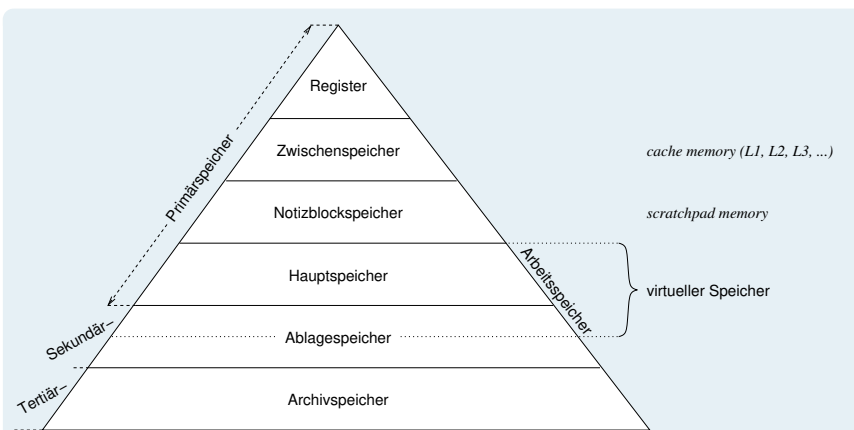 Register
Primärspeicher
Zwischenspeicher
cache memory (L1, L2, L3, ...)
Notizblockspeicher
scratchpad memory
Hauptspeicher
Arbeitsspeicher
virtueller Speicher
Sekundär–
Ablagespeicher
Tertiär–
Archivspeicher